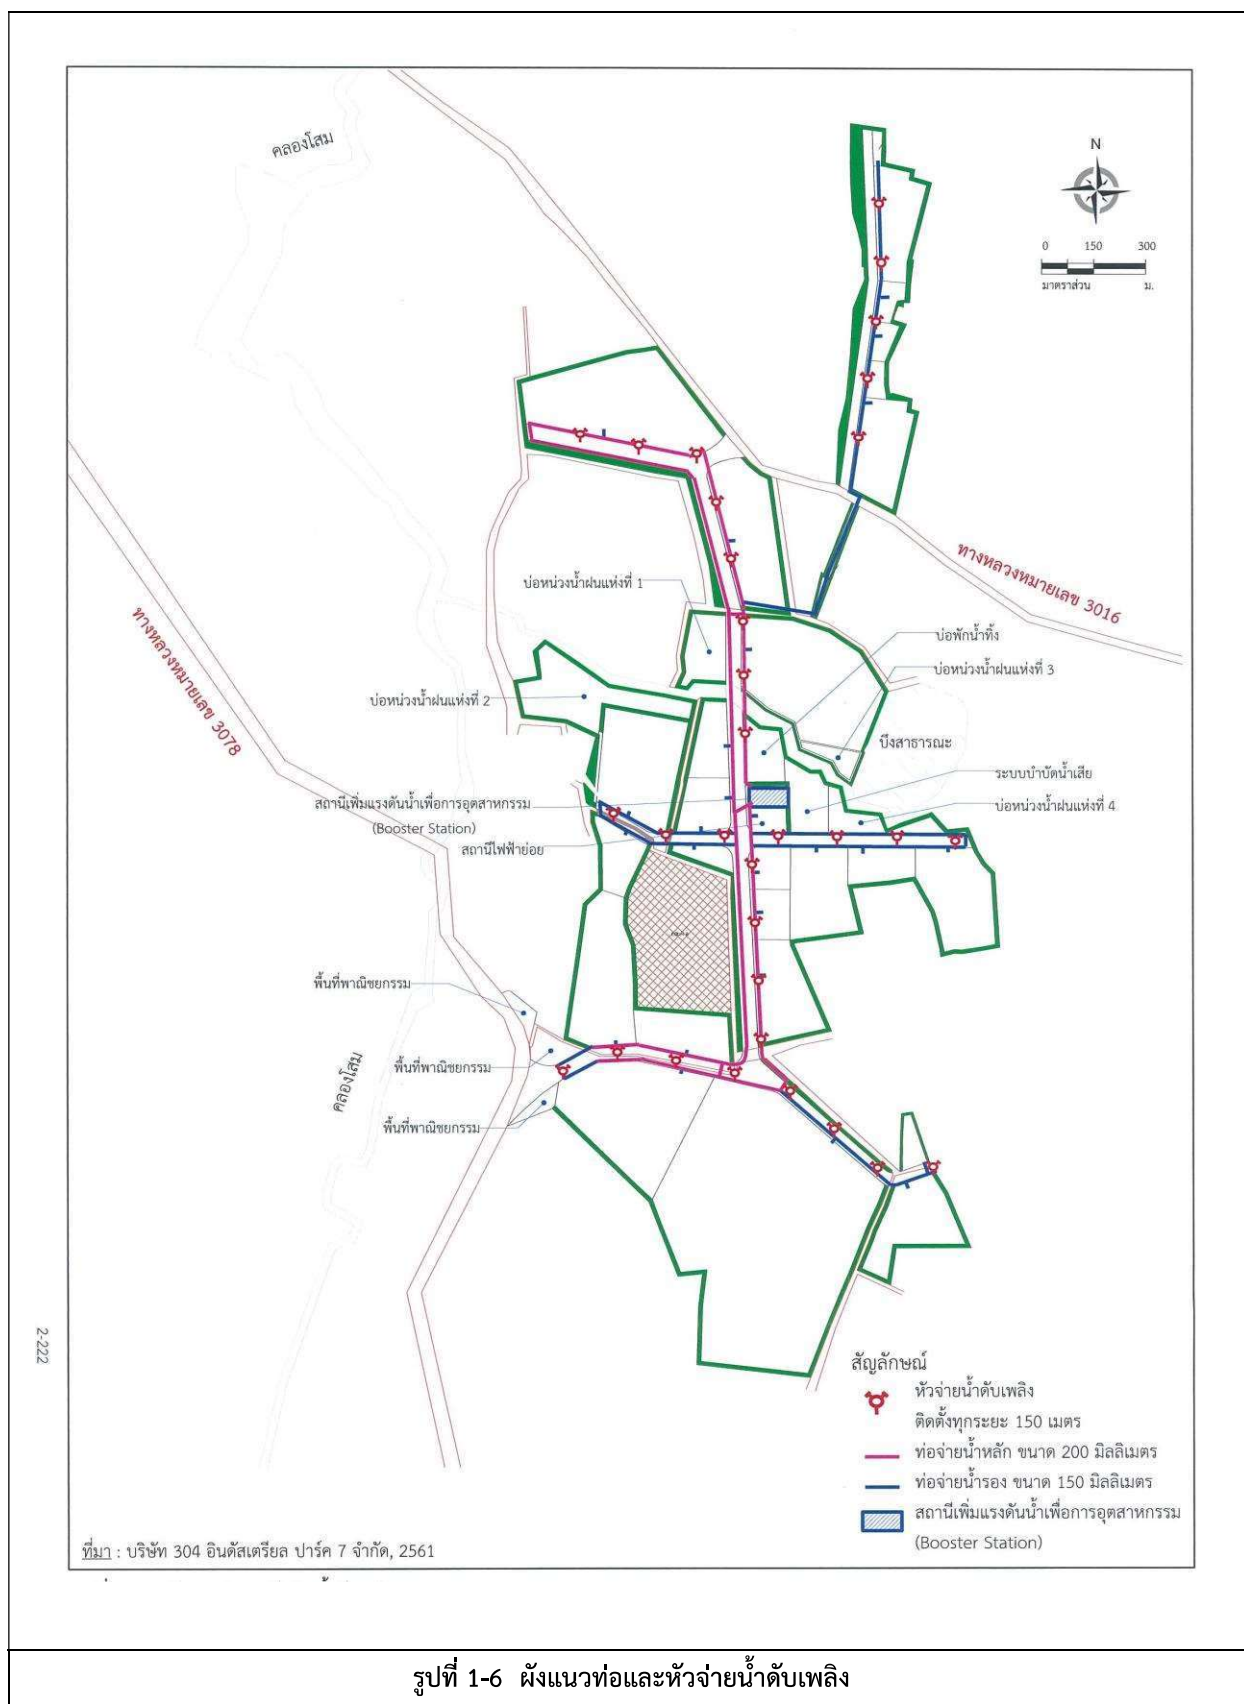 คลองโสม
N
0 150 300
มาตราส่วน ม.
ทางหลวงหมายเลข 3016
บ่อหน่วงน้ำฝนแห่งที่ 1
บ่อพักน้ำทิ้ง
บ่อหน่วงน้ำฝนแห่งที่ 3
ทางหลวงหมายเลข 3078
บ่อหน่วงน้ำฝนแห่งที่ 2
บึงสาธารณะ
ระบบบำบัดน้ำเสีย
สถานีเพิ่มแรงดันน้ำเพื่อการอุตสาหกรรม
(Booster Station)
บ่อหน่วงน้ำฝนแห่งที่ 4
สถานีไฟฟ้าย่อย
พื้นที่พาณิชยกรรม
พื้นที่พาณิชยกรรม
คลองโสม
พื้นที่พาณิชยกรรม
2-222
สัญลักษณ์
หัวจ่ายน้ำดับเพลิง
ติดตั้งทุกระยะ 150 เมตร
ท่อจ่ายน้ำหลัก ขนาด 200 มิลลิเมตร
ท่อจ่ายน้ำรอง ขนาด 150 มิลลิเมตร
สถานีเพิ่มแรงดันน้ำเพื่อการอุตสาหกรรม
(Booster Station)
ที่มา : บริษัท 304 อินดัสเตรียล ปาร์ค 7 จำกัด, 2561
รูปที่ 1-6 ผังแนวท่อและหัวจ่ายน้ำดับเพลิง